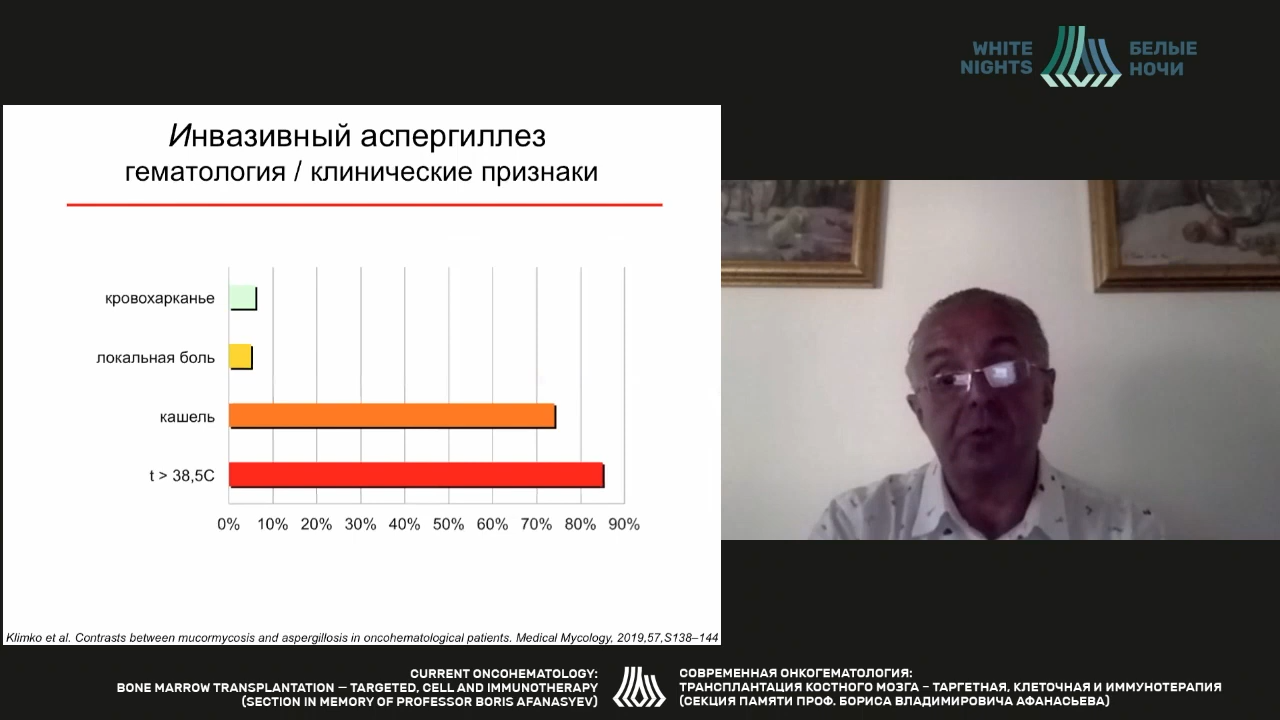 WHITE
NIGHTS
БЕЛЫЕ
НОЧИ
Инвазивный аспергиллез
гематология / клинические признаки
кровохарканье
локальная боль
кашель
t > 38,5C
0% 10% 20% 30% 40% 50% 60% 70% 80% 90%
Klimko et al. Contrasts between mucormycosis and aspergillosis in oncohematological patients. Medical Mycology, 2019,57,S138–144
CURRENT ONCOHEMATOLOGY:
BONE MARROW TRANSPLANTATION – TARGETED, CELL AND IMMUNOTHERAPY
(SECTION IN MEMORY OF PROFESSOR BORIS AFANASYEV)
СОВРЕМЕННАЯ ОНКОГЕМАТОЛОГИЯ:
ТРАНСПЛАНТАЦИЯ КОСТНОГО МОЗГА – ТАРГЕТНАЯ, КЛЕТОЧНАЯ И ИММУНОТЕРАПИЯ
(СЕКЦИЯ ПАМЯТИ ПРОФ. БОРИСА ВЛАДИМИРОВИЧА АФАНАСЬЕВА)